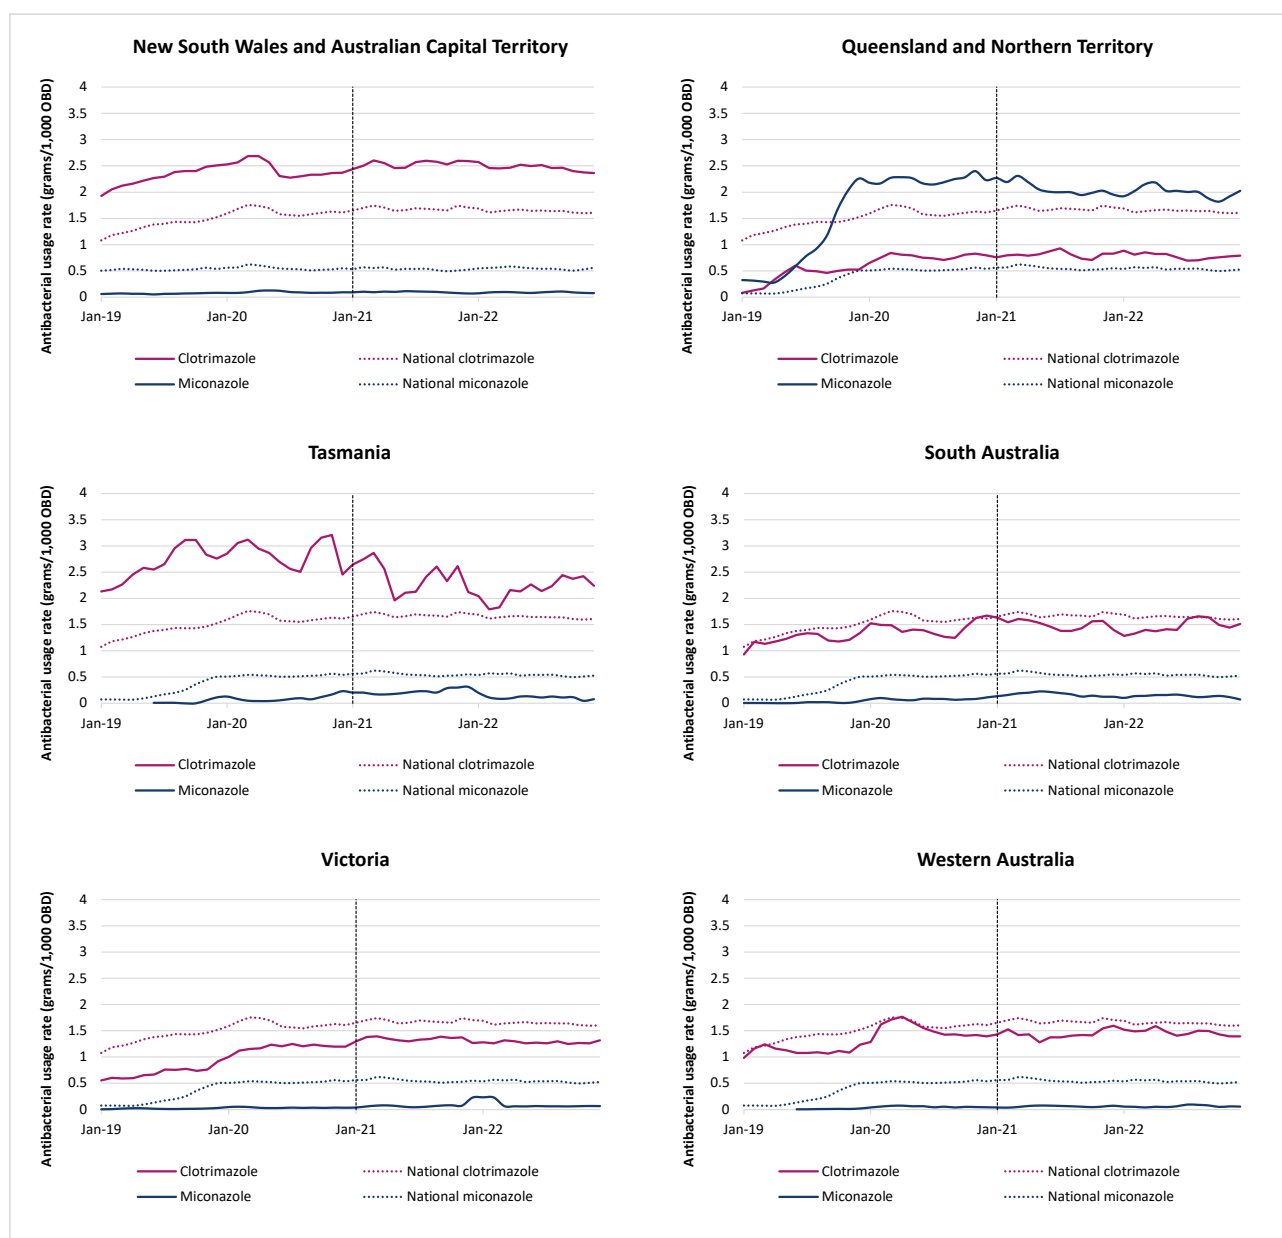 New South Wales and Australian Capital Territory
Antibacterial usage rate (grams/1,000 OBD)
4
3.5
3
2.5
2
1.5
1
0.5
0
Jan-19 Jan-20 Jan-21 Jan-22
Clotrimazole National clotrimazole
Miconazole National miconazole
Queensland and Northern Territory
Antibacterial usage rate (grams/1,000 OBD)
4
3.5
3
2.5
2
1.5
1
0.5
0
Jan-19 Jan-20 Jan-21 Jan-22
Clotrimazole National clotrimazole
Miconazole National miconazole
Tasmania
Antibacterial usage rate (grams/1,000 OBD)
4
3.5
3
2.5
2
1.5
1
0.5
0
Jan-19 Jan-20 Jan-21 Jan-22
Clotrimazole National clotrimazole
Miconazole National miconazole
South Australia
Antibacterial usage rate (grams/1,000 OBD)
4
3.5
3
2.5
2
1.5
1
0.5
0
Jan-19 Jan-20 Jan-21 Jan-22
Clotrimazole National clotrimazole
Miconazole National miconazole
Victoria
Antibacterial usage rate (grams/1,000 OBD)
4
3.5
3
2.5
2
1.5
1
0.5
0
Jan-19 Jan-20 Jan-21 Jan-22
Clotrimazole National clotrimazole
Miconazole National miconazole
Western Australia
Antibacterial usage rate (grams/1,000 OBD)
4
3.5
3
2.5
2
1.5
1
0.5
0
Jan-19 Jan-20 Jan-21 Jan-22
Clotrimazole National clotrimazole
Miconazole National miconazole